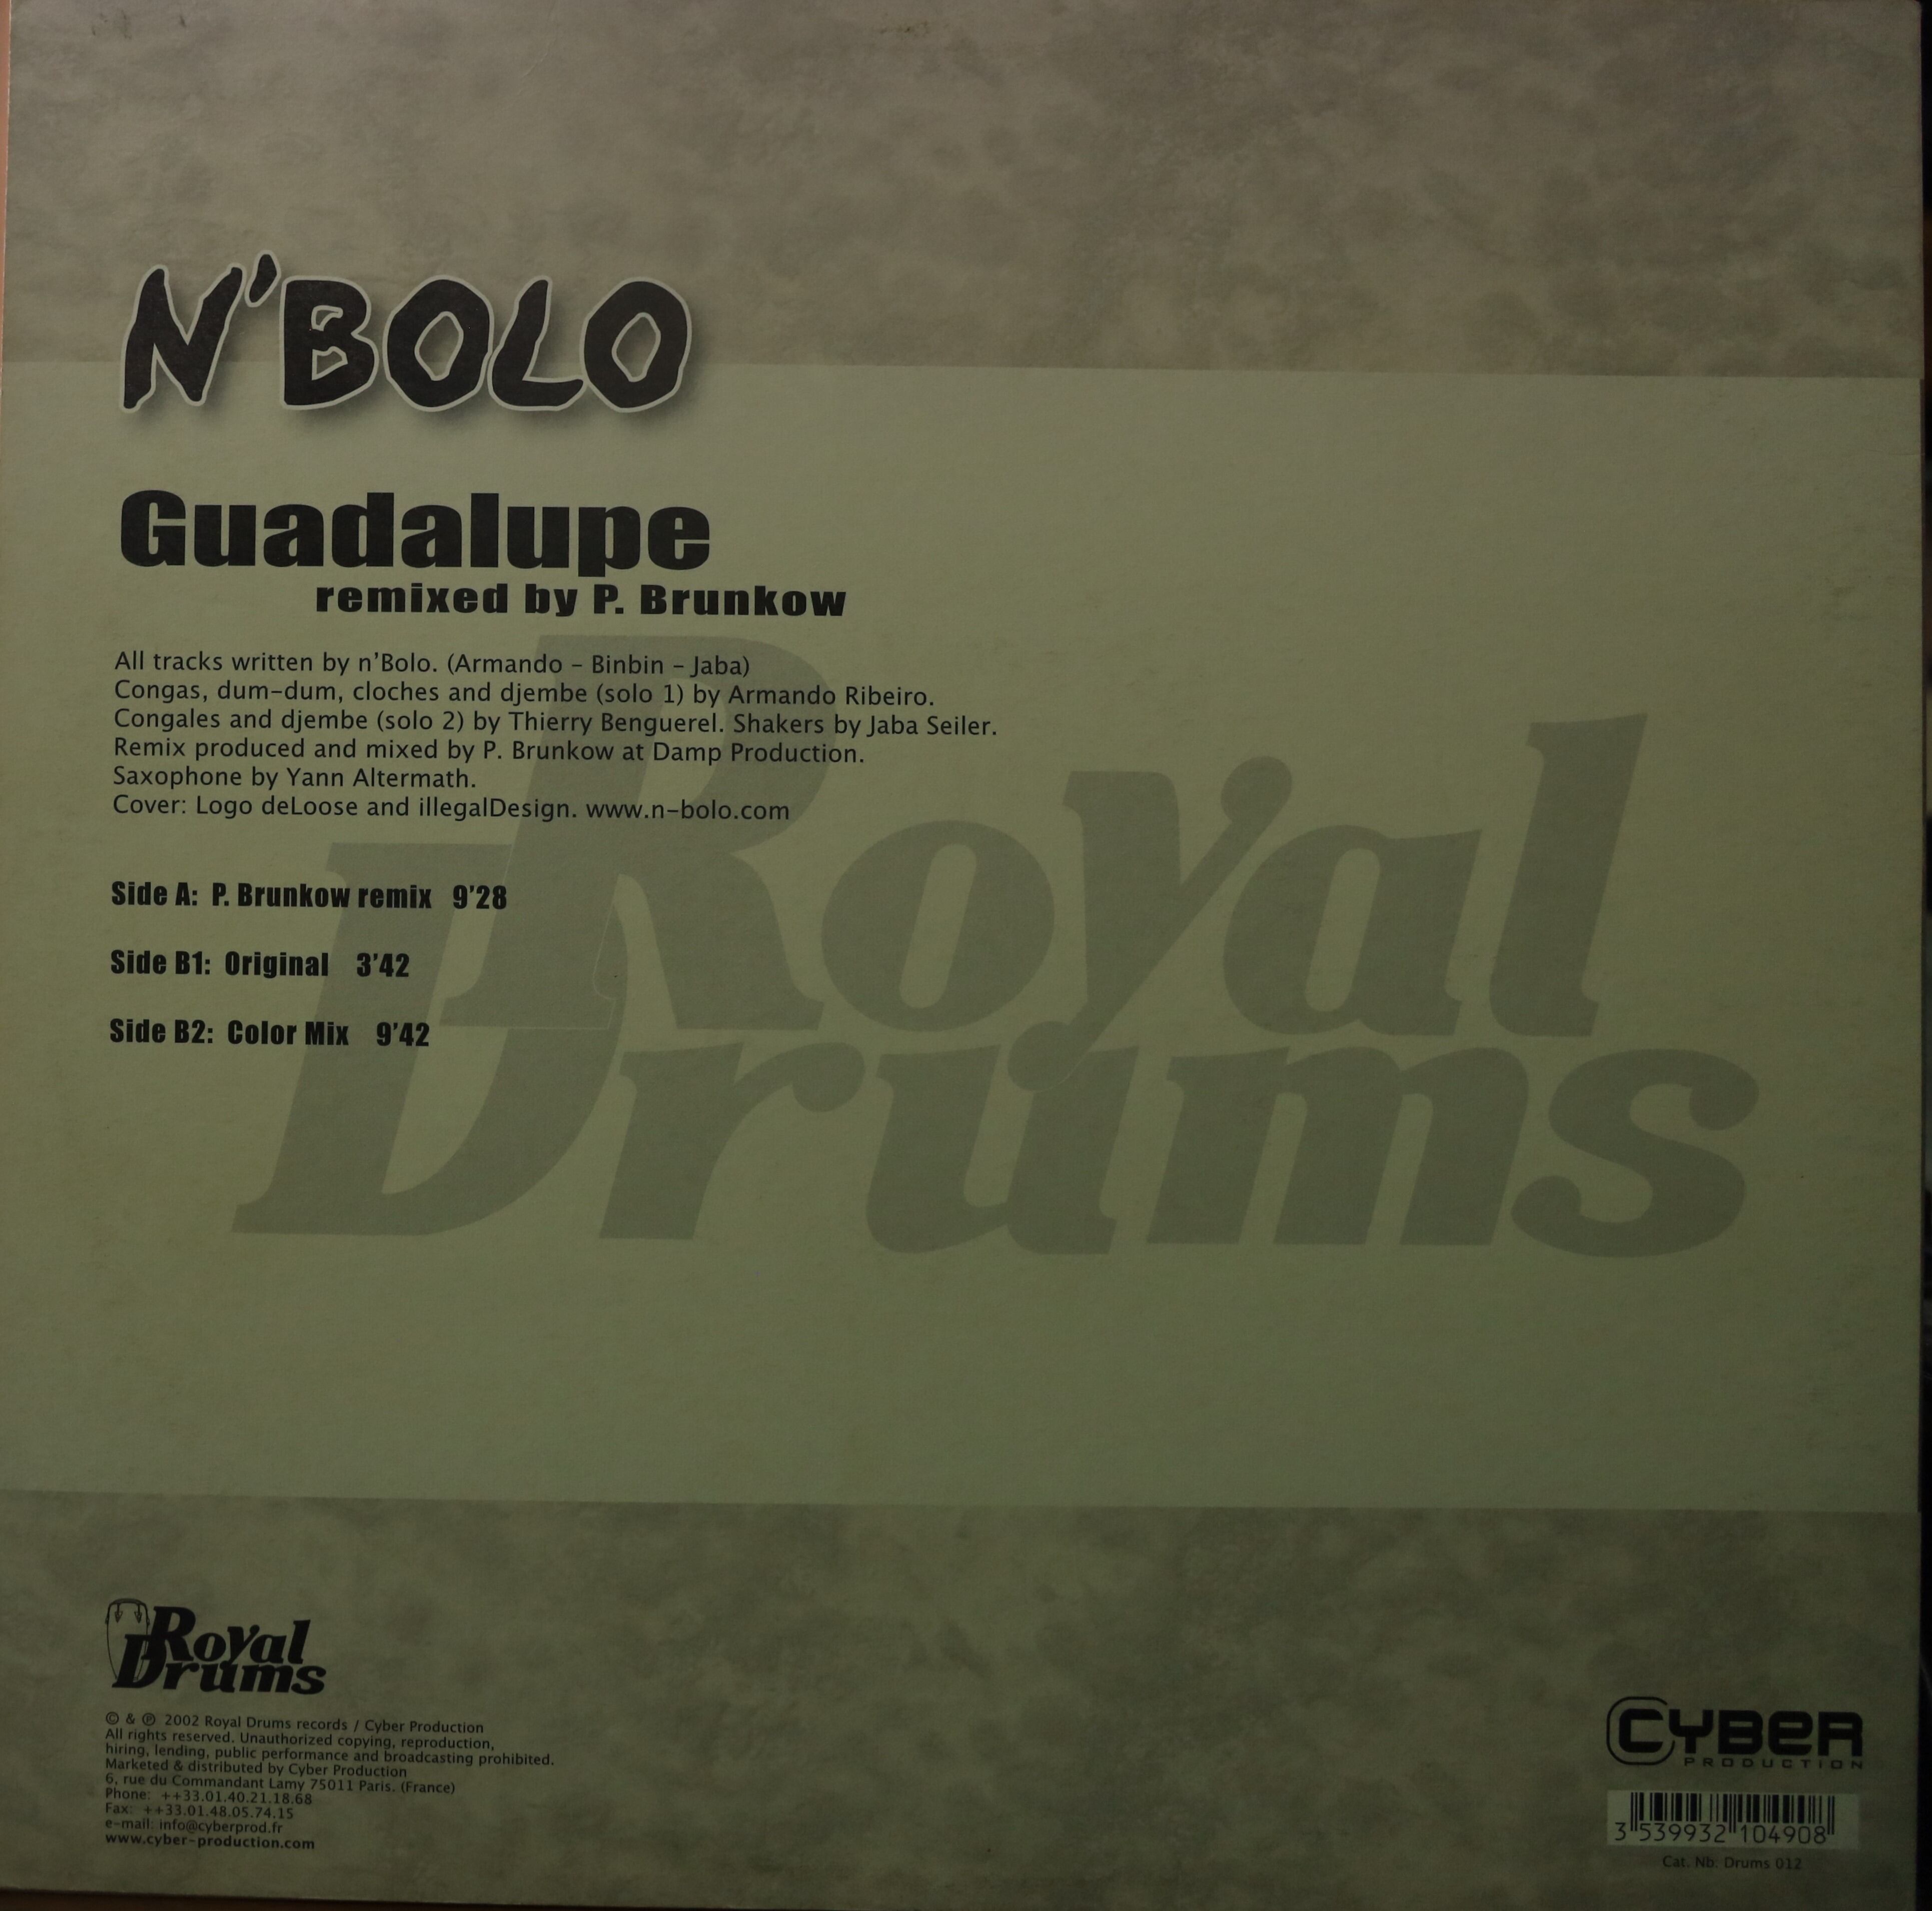 N'BOLO
Guadalupe
remixed by P. Brunkow
All tracks written by n'Bolo. (Armando – Binbin – Jaba)
Congas, dum–dum, cloches and djembe (solo 1) by Armando Ribeiro.
Congales and djembe (solo 2) by Thierry Benguerel. Shakers by Jaba Seiler.
Remix produced and mixed by P. Brunkow at Damp Production.
Saxophone by Yann Altermath.
Cover: Logo deLoose and illegalDesign. www.n–bolo.com
Side A: P. Brunkow remix 9'28
Side B1: Original 3'42
Side B2: Color Mix 9'42
Royal
Drums
Royal
Drums
© & ℗ 2002 Royal Drums records / Cyber Production
All rights reserved. Unauthorized copying, reproduction,
hiring, lending, public performance and broadcasting prohibited.
Marketed & distributed by Cyber Production
6, rue du Commandant Lamy 75011 Paris. (France)
Phone: ++33.01.40.21.18.68
Fax: ++33.01.48.05.74.15
e–mail: info@cyberprod.fr
www.cyber–production.com
CYBER
PRODUCTION
3 539932 104908
Cat. Nb: Drums 012